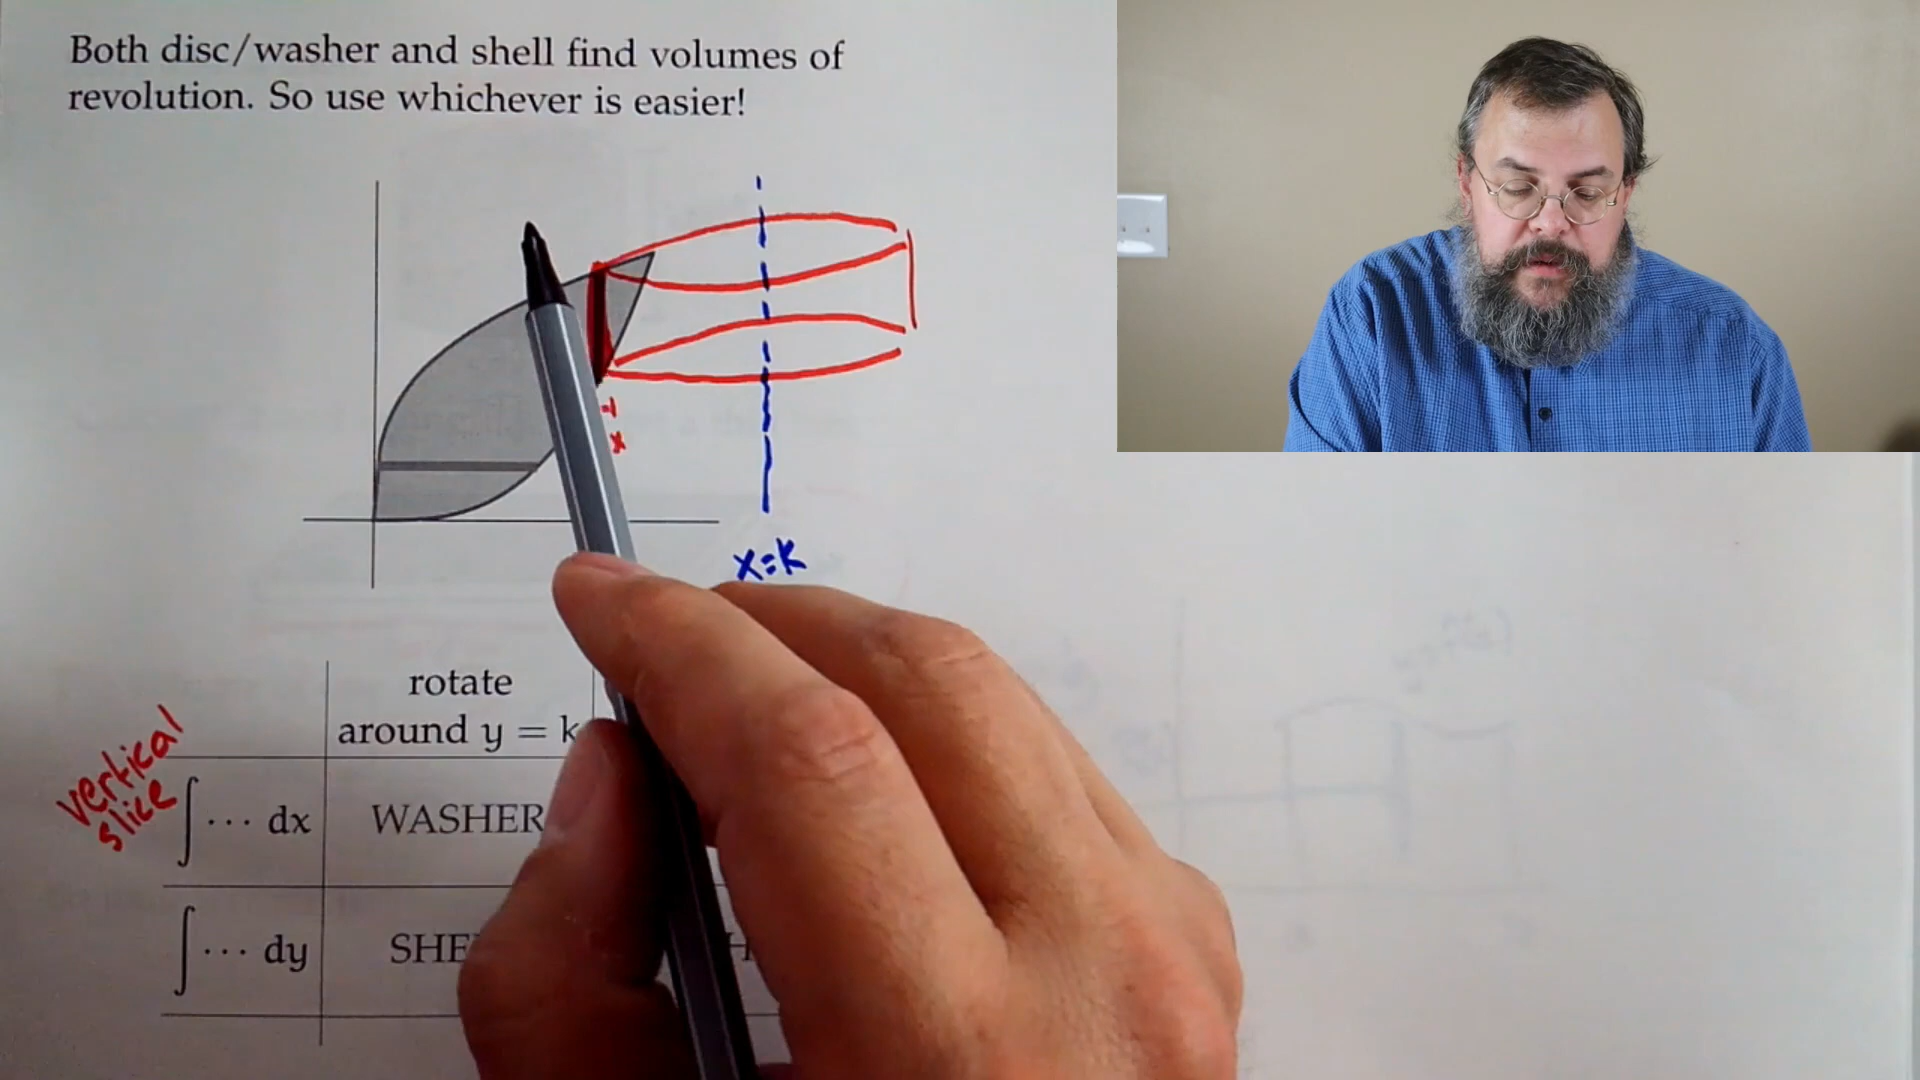 Both disc/washer and shell find volumes of
revolution. So use whichever is easier!
x
x=k
rotate
around y = k
vertical
slice
∫ ··· dx
WASHER
∫ ··· dy
SHE